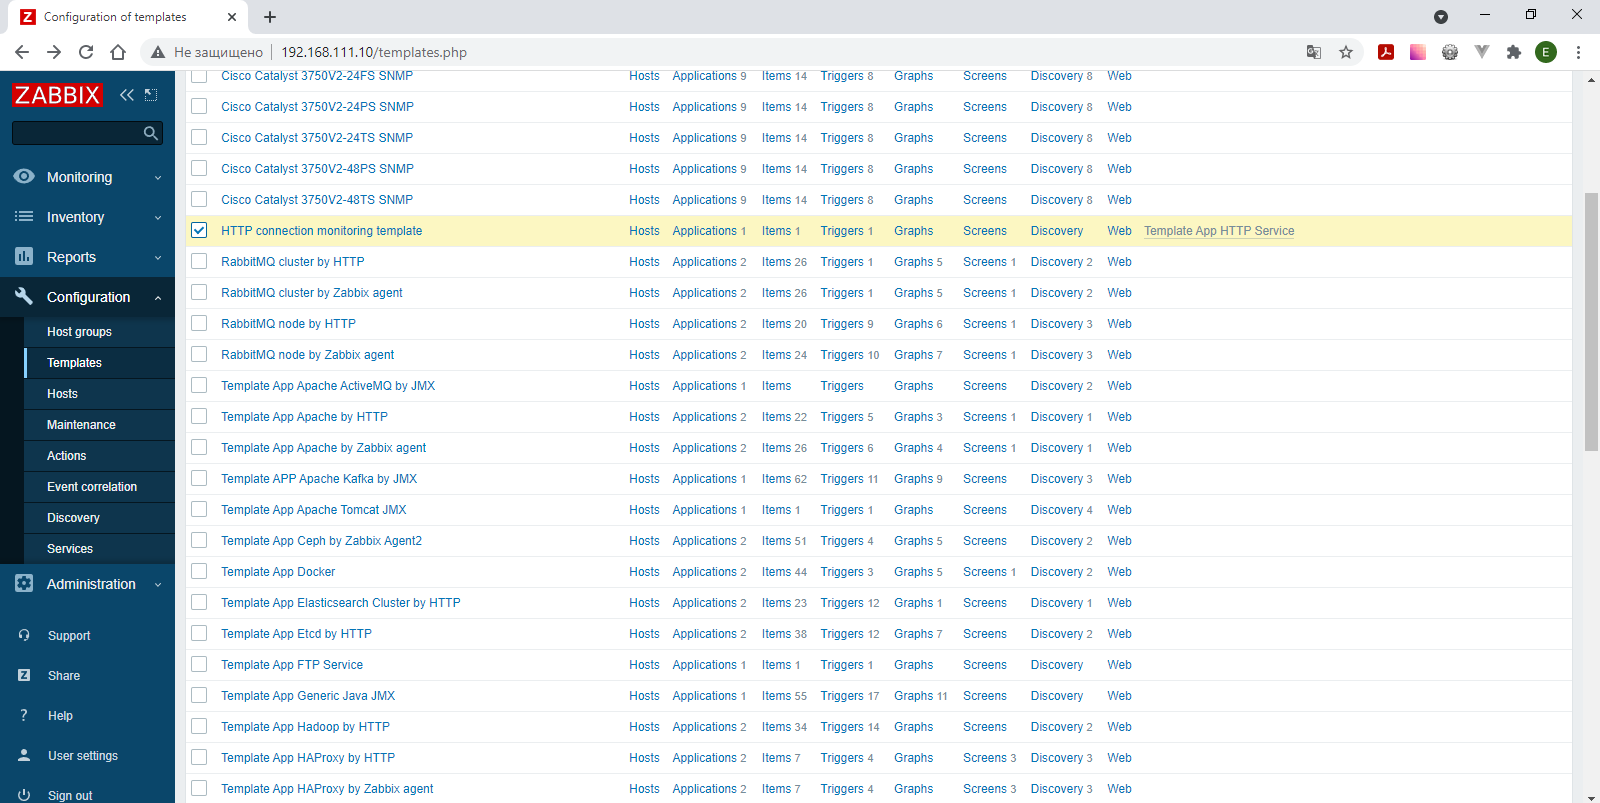 Configuration of templates
Не защищено 192.168.111.10/templates.php
E
ZABBIX
Monitoring
Inventory
Reports
Configuration
Host groups
Templates
Hosts
Maintenance
Actions
Event correlation
Discovery
Services
Administration
Support
Share
Help
User settings
Sign out
Cisco Catalyst 3750V2-24FS SNMP Hosts Applications 9 Items 14 Triggers 8 Graphs Screens Discovery 8 Web
Cisco Catalyst 3750V2-24PS SNMP Hosts Applications 9 Items 14 Triggers 8 Graphs Screens Discovery 8 Web
Cisco Catalyst 3750V2-24TS SNMP Hosts Applications 9 Items 14 Triggers 8 Graphs Screens Discovery 8 Web
Cisco Catalyst 3750V2-48PS SNMP Hosts Applications 9 Items 14 Triggers 8 Graphs Screens Discovery 8 Web
Cisco Catalyst 3750V2-48TS SNMP Hosts Applications 9 Items 14 Triggers 8 Graphs Screens Discovery 8 Web
HTTP connection monitoring template Hosts Applications 1 Items 1 Triggers 1 Graphs Screens Discovery Web Template App HTTP Service
RabbitMQ cluster by HTTP Hosts Applications 2 Items 26 Triggers 1 Graphs 5 Screens 1 Discovery 2 Web
RabbitMQ cluster by Zabbix agent Hosts Applications 2 Items 26 Triggers 1 Graphs 5 Screens 1 Discovery 2 Web
RabbitMQ node by HTTP Hosts Applications 2 Items 20 Triggers 9 Graphs 6 Screens 1 Discovery 3 Web
RabbitMQ node by Zabbix agent Hosts Applications 2 Items 24 Triggers 10 Graphs 7 Screens 1 Discovery 3 Web
Template App Apache ActiveMQ by JMX Hosts Applications 1 Items Triggers Graphs Screens Discovery 2 Web
Template App Apache by HTTP Hosts Applications 2 Items 22 Triggers 5 Graphs 3 Screens 1 Discovery 1 Web
Template App Apache by Zabbix agent Hosts Applications 2 Items 26 Triggers 6 Graphs 4 Screens 1 Discovery 1 Web
Template APP Apache Kafka by JMX Hosts Applications 1 Items 62 Triggers 11 Graphs 9 Screens Discovery 3 Web
Template App Apache Tomcat JMX Hosts Applications 1 Items 1 Triggers 1 Graphs Screens Discovery 4 Web
Template App Ceph by Zabbix Agent2 Hosts Applications 2 Items 51 Triggers 4 Graphs 5 Screens Discovery 2 Web
Template App Docker Hosts Applications 2 Items 44 Triggers 3 Graphs 5 Screens 1 Discovery 2 Web
Template App Elasticsearch Cluster by HTTP Hosts Applications 2 Items 23 Triggers 12 Graphs 1 Screens Discovery 1 Web
Template App Etcd by HTTP Hosts Applications 2 Items 38 Triggers 12 Graphs 7 Screens Discovery 2 Web
Template App FTP Service Hosts Applications 1 Items 1 Triggers 1 Graphs Screens Discovery Web
Template App Generic Java JMX Hosts Applications 1 Items 55 Triggers 17 Graphs 11 Screens Discovery Web
Template App Hadoop by HTTP Hosts Applications 2 Items 34 Triggers 14 Graphs Screens Discovery 2 Web
Template App HAProxy by HTTP Hosts Applications 2 Items 7 Triggers 4 Graphs Screens 3 Discovery 3 Web
Template App HAProxy by Zabbix agent Hosts Applications 2 Items 7 Triggers 4 Graphs Screens 3 Discovery 3 Web